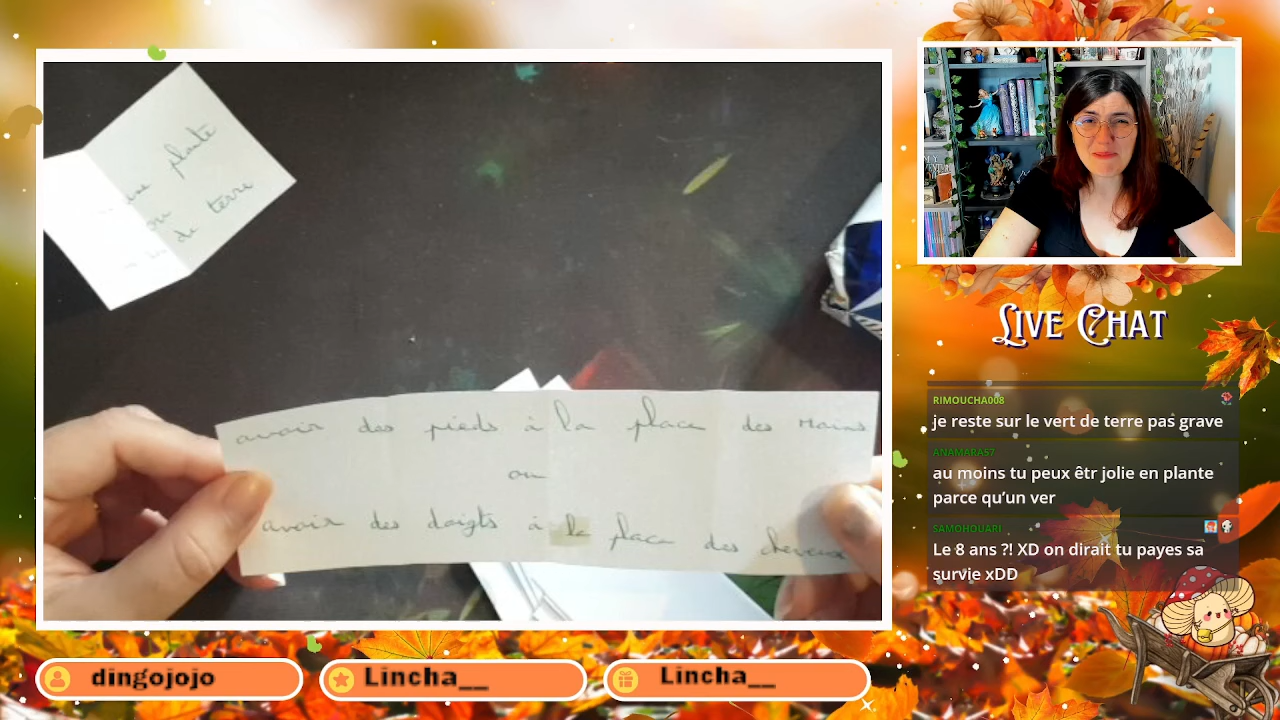 une plante
ou
de terre
avoir des pieds à la place des mains
ou
avoir des doigts à la place des cheveux
LIVE CHAT
RIMOUCHA008
je reste sur le vert de terre pas grave
ANAMARA57
au moins tu peux êtr jolie en plante
parce qu'un ver
SAMOHDUARI
Le 8 ans ?! XD on dirait tu payes sa
survie xDD
dingojojo
Lincha__
Lincha__